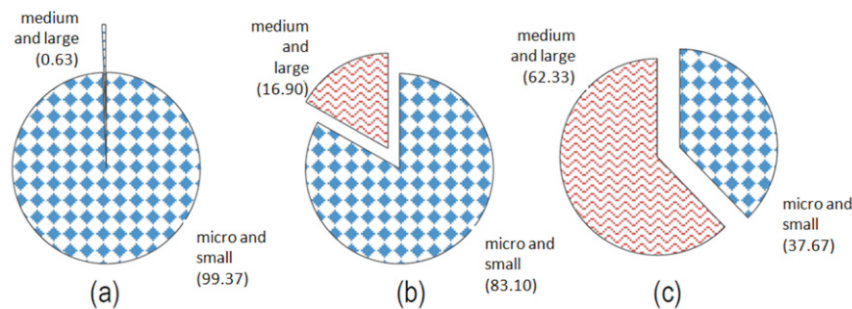 medium
and large
(0.63)
micro and
small
(99.37)
(a)
medium
and
large
(16.90)
micro and
small
(83.10)
(b)
medium
and large
(62.33)
micro and
small
(37.67)
(c)